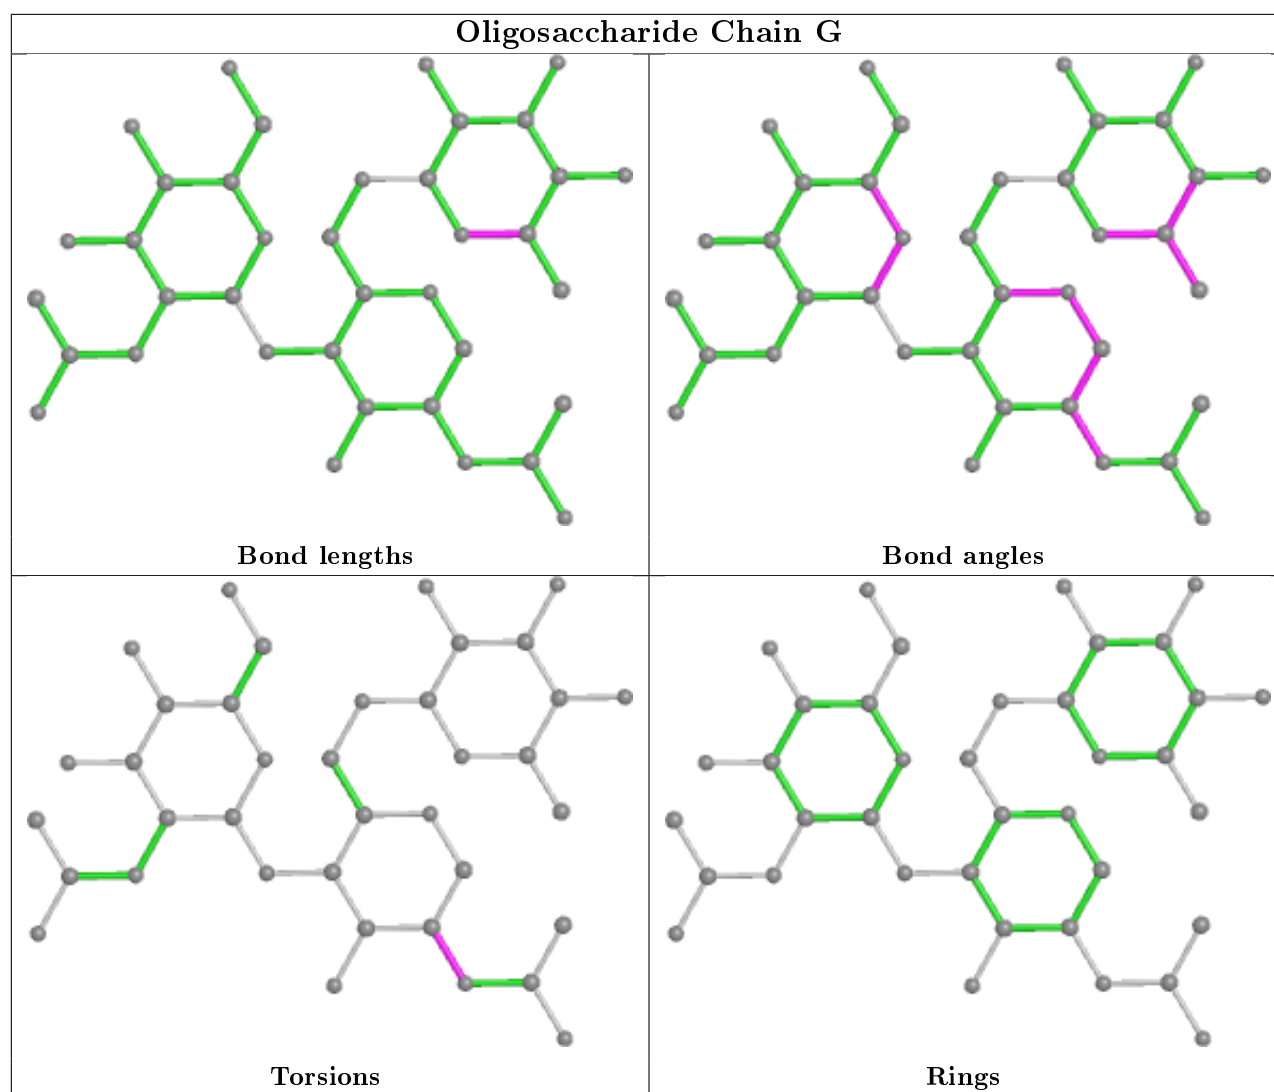 Oligosaccharide Chain G
Bond lengths
Bond angles
Torsions
Rings